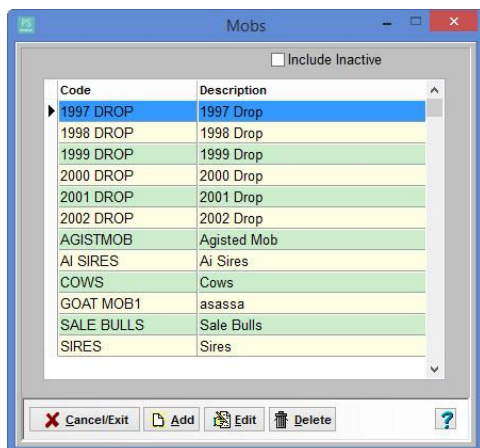 PS
Mobs
Include Inactive
Code Description
1997 DROP 1997 Drop
1998 DROP 1998 Drop
1999 DROP 1999 Drop
2000 DROP 2000 Drop
2001 DROP 2001 Drop
2002 DROP 2002 Drop
AGISTMOB Agisted Mob
AI SIRES Ai Sires
COWS Cows
GOAT MOB1 asassa
SALE BULLS Sale Bulls
SIRES Sires
Cancel/Exit Add Edit Delete ?